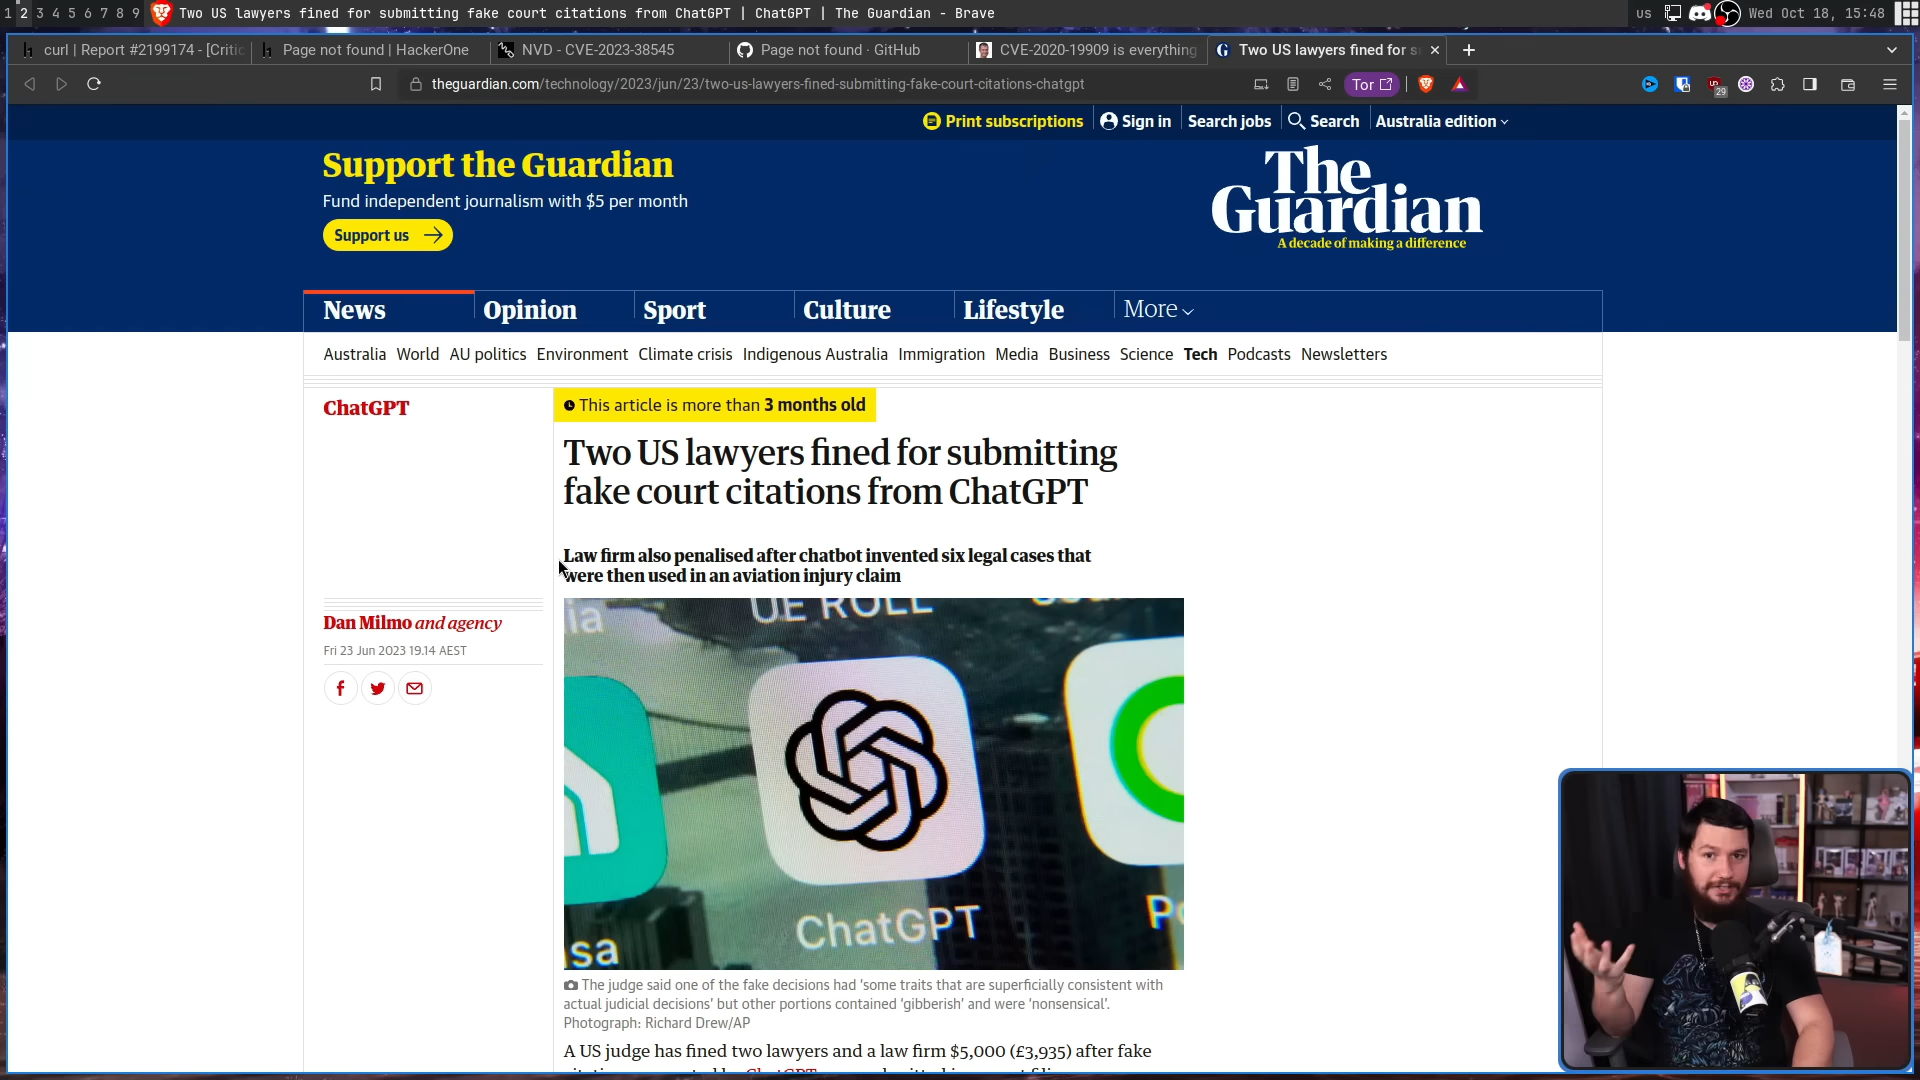 1 2 3 4 5 6 7 8 9 Two US lawyers fined for submitting fake court citations from ChatGPT | ChatGPT | The Guardian - Brave us Wed Oct 18, 15:48
curl | Report #2199174 - [Critic Page not found | HackerOne NVD - CVE-2023-38545 Page not found · GitHub CVE-2020-19909 is everything Two US lawyers fined for s
theguardian.com/technology/2023/jun/23/two-us-lawyers-fined-submitting-fake-court-citations-chatgpt Tor 29
Print subscriptions Sign in Search jobs Search Australia edition
Support the Guardian
Fund independent journalism with $5 per month
Support us
The
Guardian
A decade of making a difference
News Opinion Sport Culture Lifestyle More
Australia World AU politics Environment Climate crisis Indigenous Australia Immigration Media Business Science Tech Podcasts Newsletters
ChatGPT
This article is more than 3 months old
Two US lawyers fined for submitting
fake court citations from ChatGPT
Law firm also penalised after chatbot invented six legal cases that
were then used in an aviation injury claim
Dan Milmo and agency
Fri 23 Jun 2023 19.14 AEST
ia
UE ROLL
ChatGPT
sa
The judge said one of the fake decisions had 'some traits that are superficially consistent with
actual judicial decisions' but other portions contained 'gibberish' and were 'nonsensical'.
Photograph: Richard Drew/AP
A US judge has fined two lawyers and a law firm $5,000 (£3,935) after fake